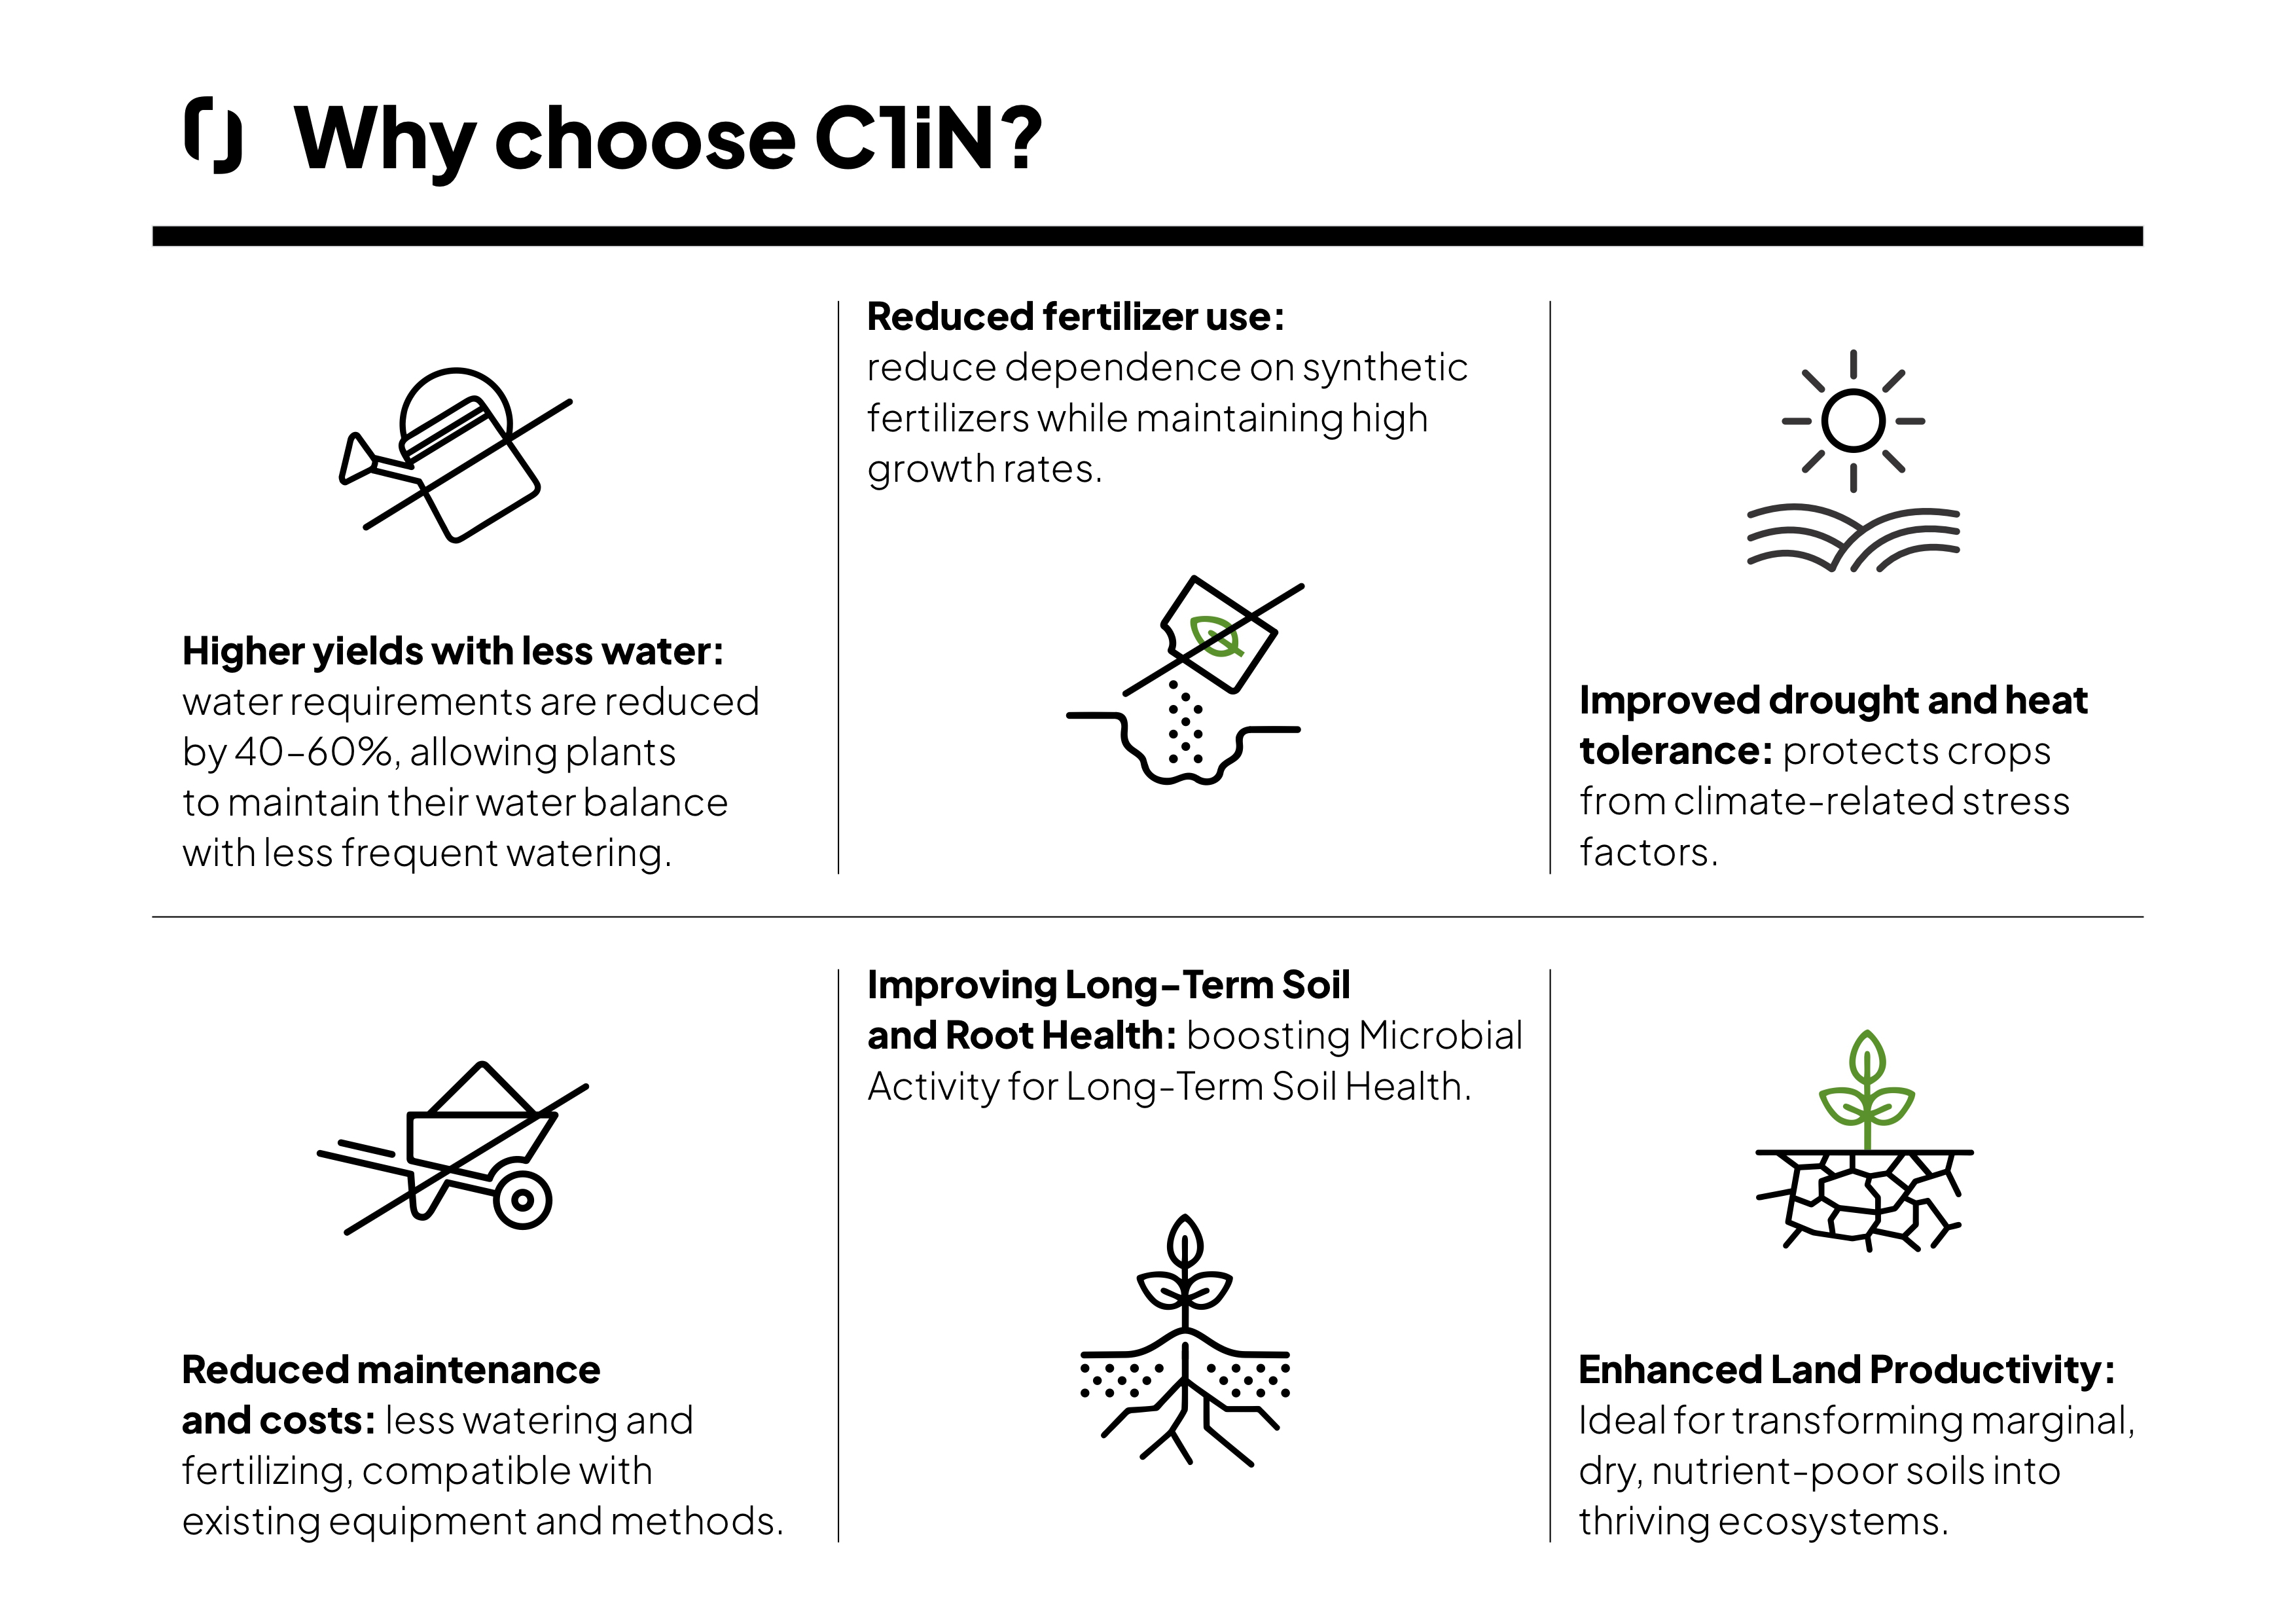 Why choose C1iN?
Higher yields with less water:
water requirements are reduced
by 40–60%, allowing plants
to maintain their water balance
with less frequent watering.
Reduced fertilizer use:
reduce dependence on synthetic
fertilizers while maintaining high
growth rates.
Improved drought and heat
tolerance: protects crops
from climate-related stress
factors.
Reduced maintenance
and costs: less watering and
fertilizing, compatible with
existing equipment and methods.
Improving Long-Term Soil
and Root Health: boosting Microbial
Activity for Long-Term Soil Health.
Enhanced Land Productivity:
Ideal for transforming marginal,
dry, nutrient-poor soils into
thriving ecosystems.